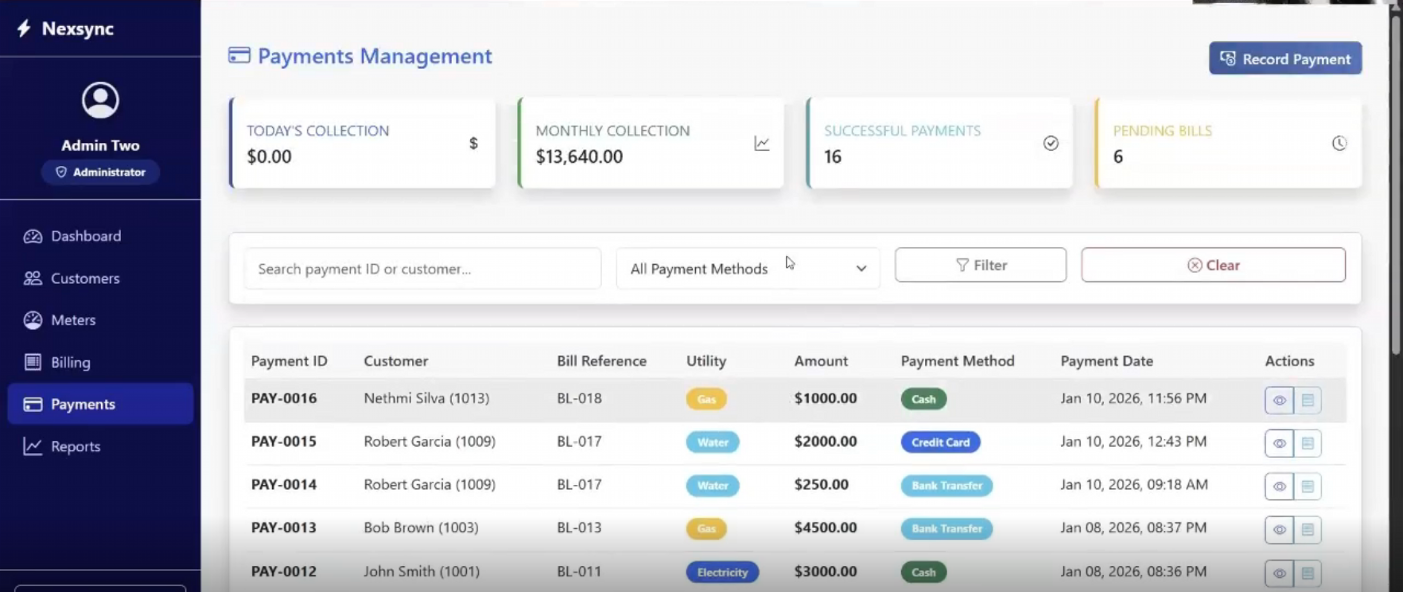 Nexsync
Admin Two
Administrator
Dashboard
Customers
Meters
Billing
Payments
Reports
Payments Management
Record Payment
TODAY'S COLLECTION
$0.00
$
MONTHLY COLLECTION
$13,640.00
SUCCESSFUL PAYMENTS
16
PENDING BILLS
6
Search payment ID or customer...
All Payment Methods
Filter
Clear
Payment ID Customer Bill Reference Utility Amount Payment Method Payment Date Actions
PAY-0016 Nethmi Silva (1013) BL-018 Gas $1000.00 Cash Jan 10, 2026, 11:56 PM
PAY-0015 Robert Garcia (1009) BL-017 Water $2000.00 Credit Card Jan 10, 2026, 12:43 PM
PAY-0014 Robert Garcia (1009) BL-017 Water $250.00 Bank Transfer Jan 10, 2026, 09:18 AM
PAY-0013 Bob Brown (1003) BL-013 Gas $4500.00 Bank Transfer Jan 08, 2026, 08:37 PM
PAY-0012 John Smith (1001) BL-011 Electricity $3000.00 Cash Jan 08, 2026, 08:36 PM